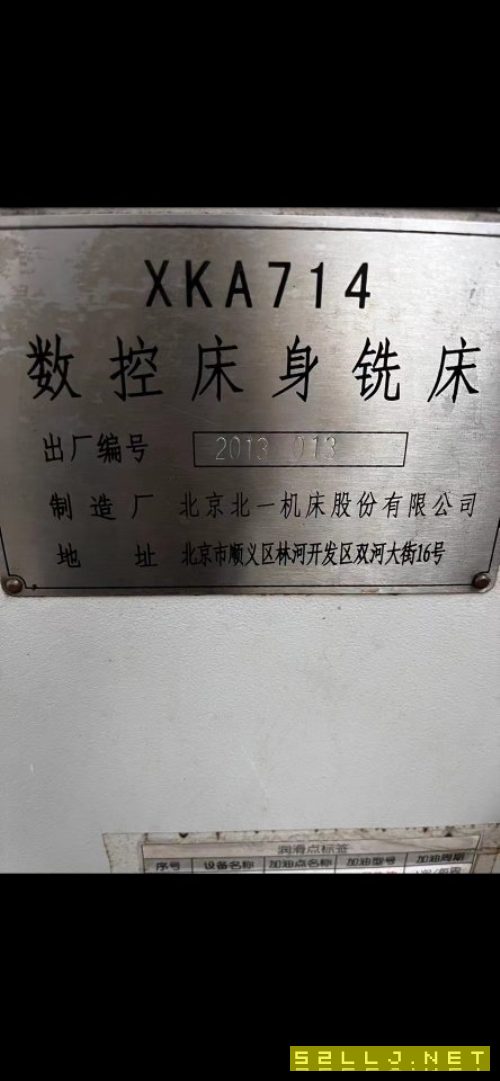 XKA714
数控床身铣床
出厂编号 2013 013
制造厂 北京北一机床股份有限公司
地址 北京市顺义区林河开发区双河大街16号
润滑点标签
序号 设备名称 加油点名称 加油型号 加油周期
52LLJ.NET